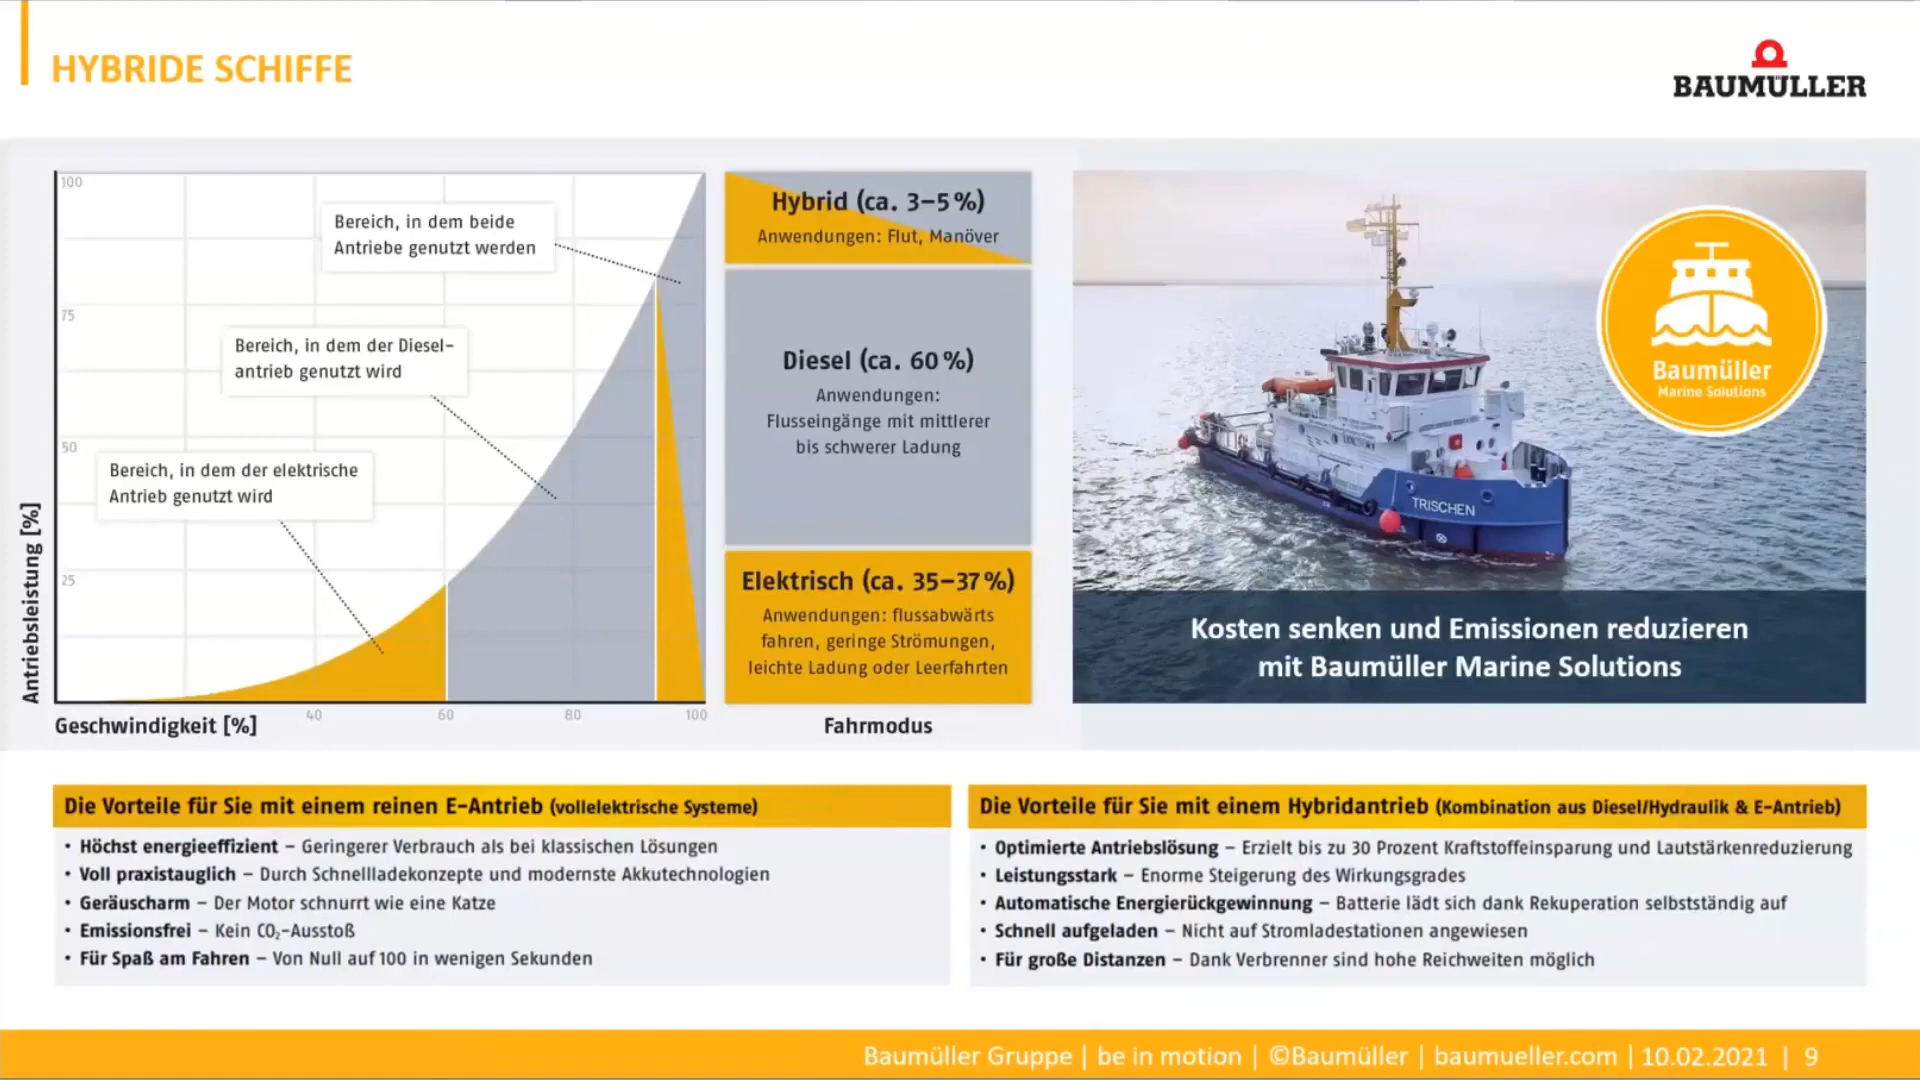 HYBRIDE SCHIFFE
BAUMÜLLER
100
75
50
25
Antriebsleistung [%]
Bereich, in dem beide
Antriebe genutzt werden
Bereich, in dem der Diesel-
antrieb genutzt wird
Bereich, in dem der elektrische
Antrieb genutzt wird
40
60
80
100
Geschwindigkeit [%]
Hybrid (ca. 3–5 %)
Anwendungen: Flut, Manöver
Diesel (ca. 60 %)
Anwendungen:
Flusseingänge mit mittlerer
bis schwerer Ladung
Elektrisch (ca. 35–37 %)
Anwendungen: flussabwärts
fahren, geringe Strömungen,
leichte Ladung oder Leerfahrten
Fahrmodus
Baumüller
Marine Solutions
TRISCHEN
Kosten senken und Emissionen reduzieren
mit Baumüller Marine Solutions
Die Vorteile für Sie mit einem reinen E-Antrieb (vollelektrische Systeme)
• Höchst energieeffizient – Geringerer Verbrauch als bei klassischen Lösungen
• Voll praxistauglich – Durch Schnellladekonzepte und modernste Akkutechnologien
• Geräuscharm – Der Motor schnurrt wie eine Katze
• Emissionsfrei – Kein CO₂-Ausstoß
• Für Spaß am Fahren – Von Null auf 100 in wenigen Sekunden
Die Vorteile für Sie mit einem Hybridantrieb (Kombination aus Diesel/Hydraulik & E-Antrieb)
• Optimierte Antriebslösung – Erzielt bis zu 30 Prozent Kraftstoffeinsparung und Lautstärkenreduzierung
• Leistungsstark – Enorme Steigerung des Wirkungsgrades
• Automatische Energierückgewinnung – Batterie lädt sich dank Rekuperation selbstständig auf
• Schnell aufgeladen – Nicht auf Stromladestationen angewiesen
• Für große Distanzen – Dank Verbrenner sind hohe Reichweiten möglich
Baumüller Gruppe | be in motion | ©Baumüller | baumueller.com | 10.02.2021 | 9